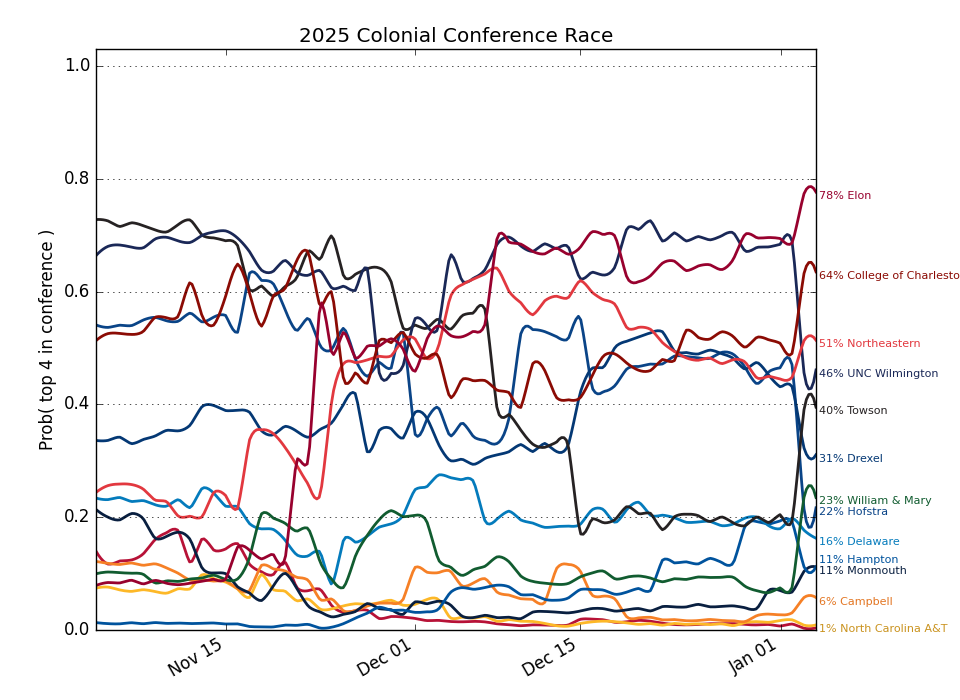 2025 Colonial Conference Race
Prob( top 4 in conference )
1.0
0.8
0.6
0.4
0.2
0.0
Nov 15
Dec 01
Dec 15
Jan 01
78% Elon
64% College of Charlesto
51% Northeastern
46% UNC Wilmington
40% Towson
31% Drexel
23% William & Mary
22% Hofstra
16% Delaware
11% Hampton
11% Monmouth
6% Campbell
1% North Carolina A&T